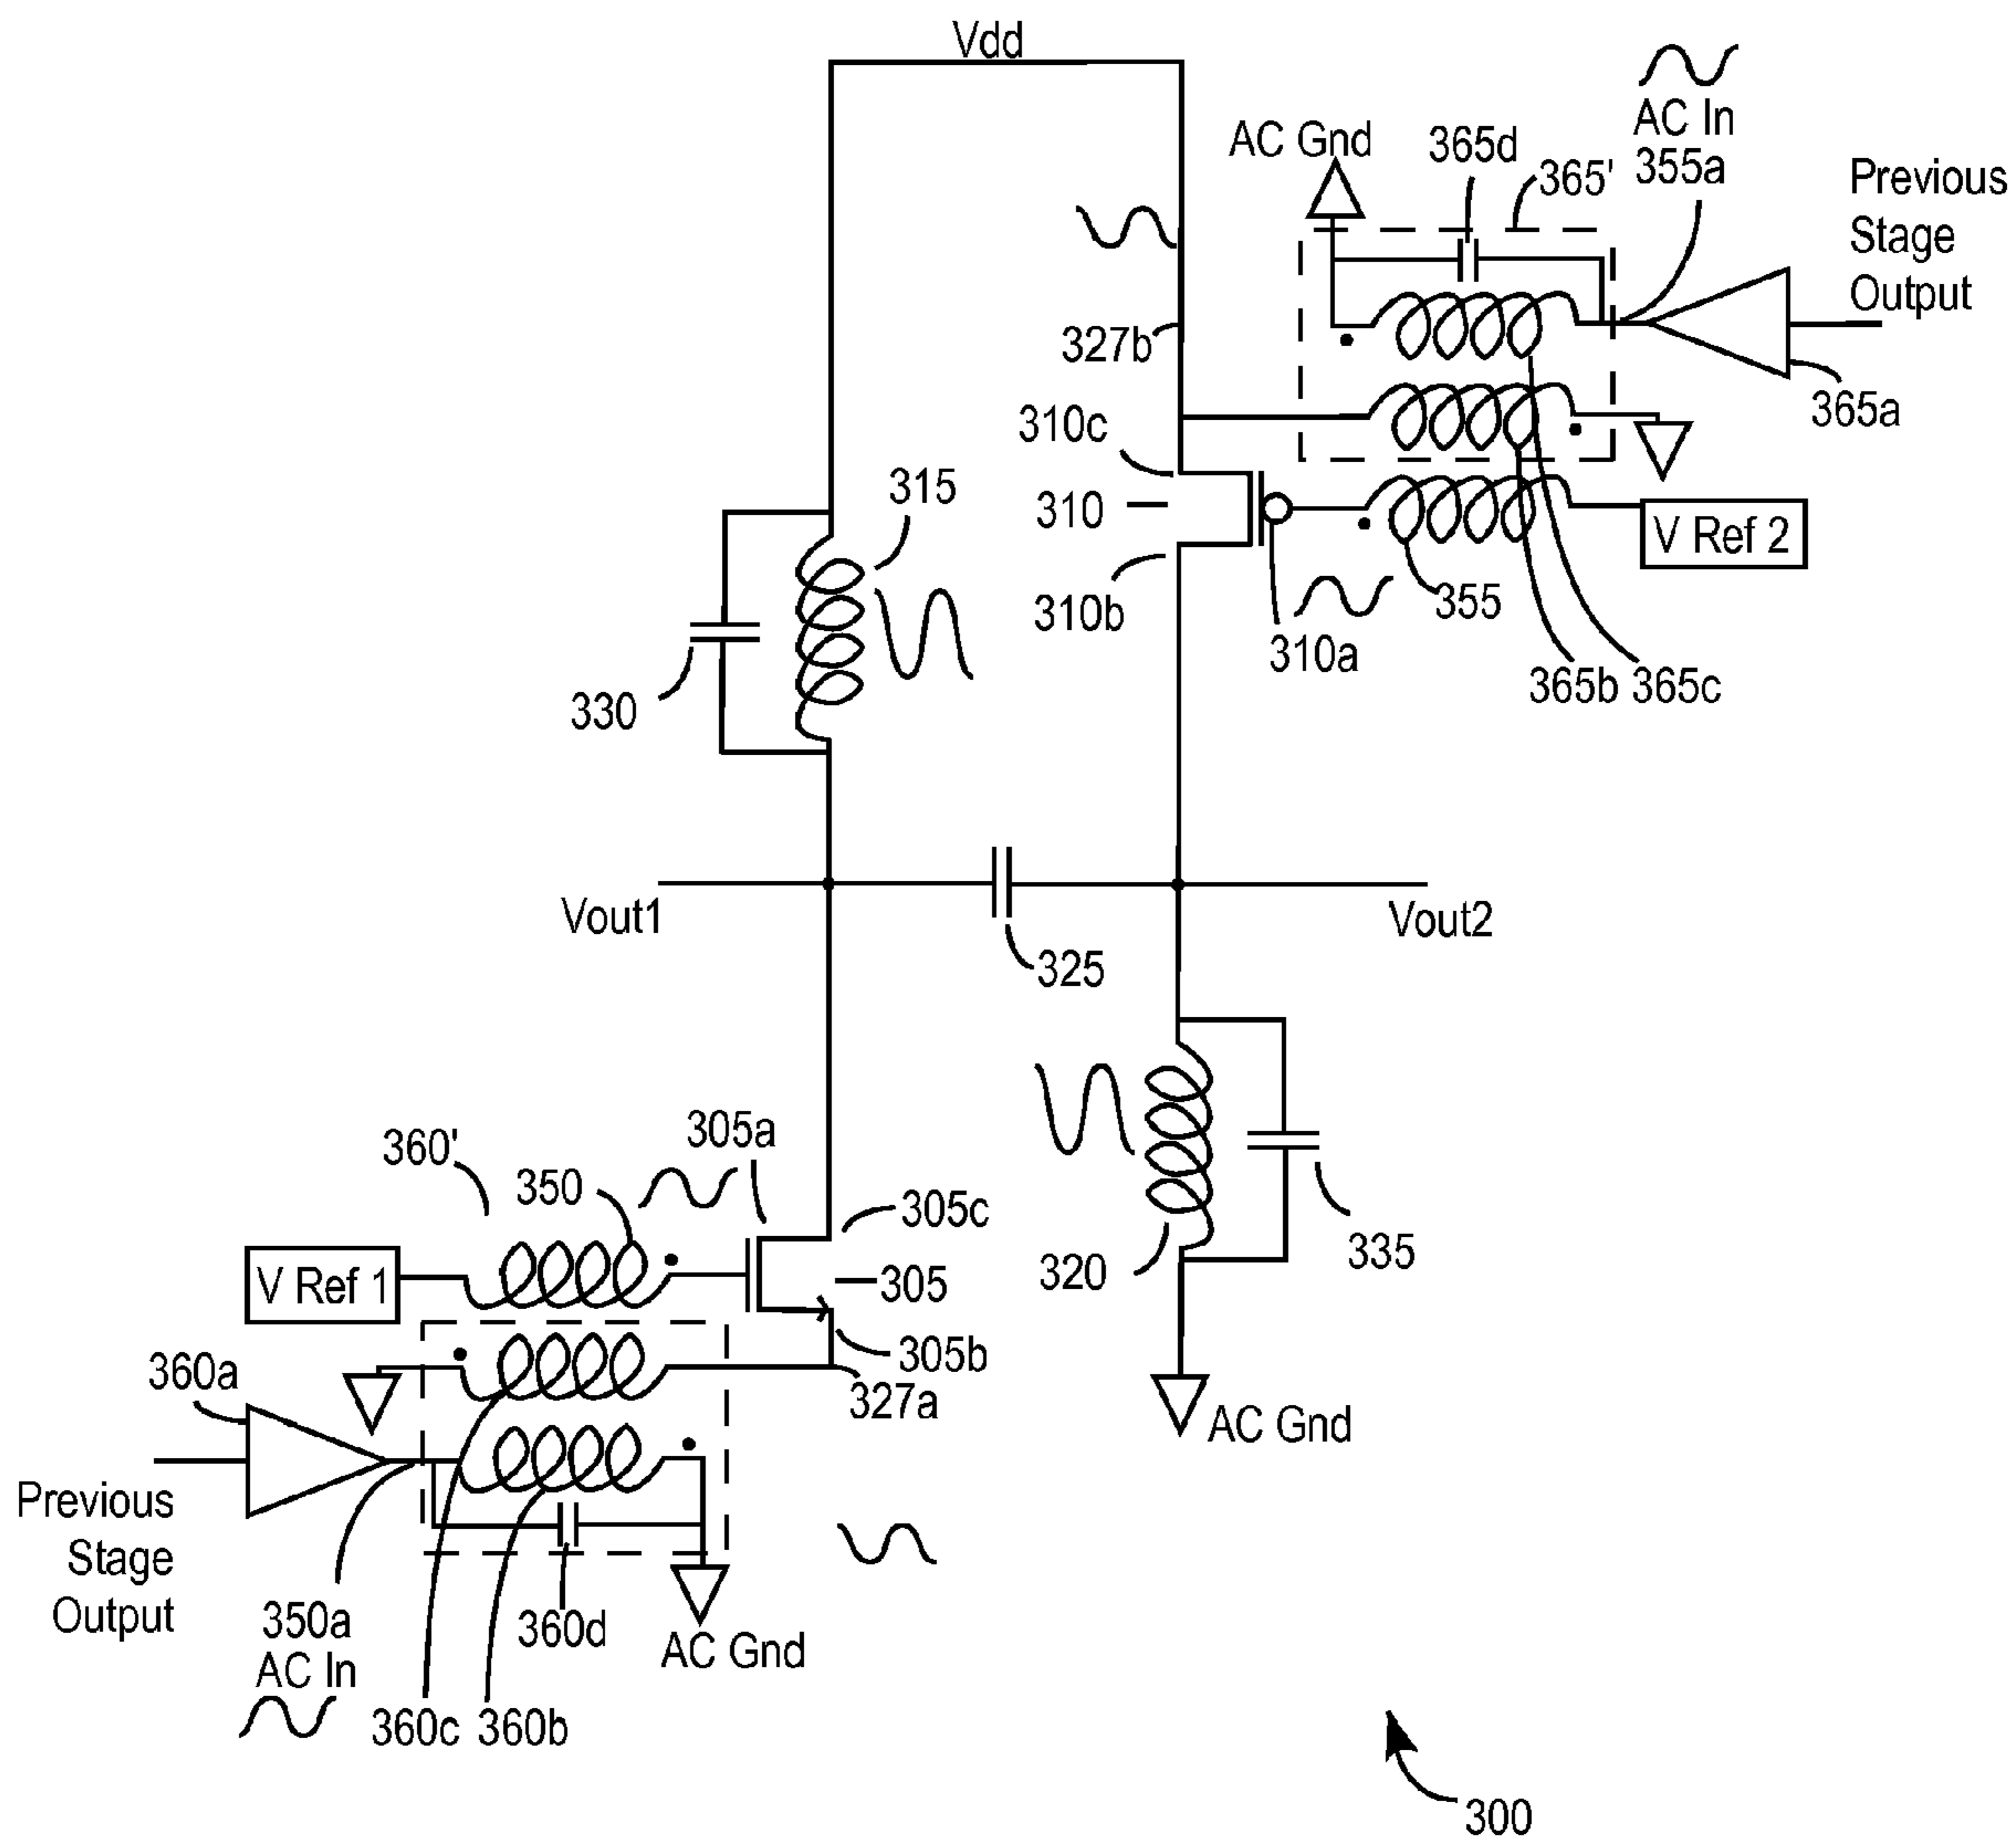 Vdd
AC In
355a
AC Gnd
365d
365'
Previous
Stage
Output
327b
365a
310c
315
310
V Ref 2
310b
355
310a
365b 365c
330
Vout1
Vout2
325
305a
360'
350
305c
320
335
V Ref 1
305
305b
360a
327a
AC Gnd
Previous
Stage
Output
350a
AC In
360d
AC Gnd
360c 360b
300